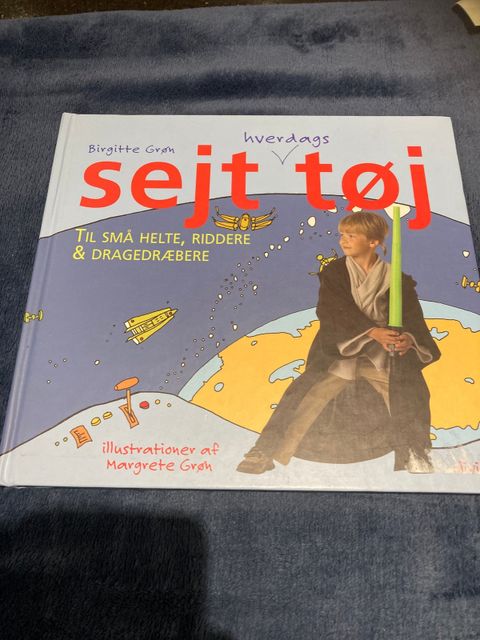 hverdags
Birgitte Grøn
sejt tøj
TIL SMÅ HELTE, RIDDERE
& DRAGEDRÆBERE
illustrationer af
Margrete Grøn